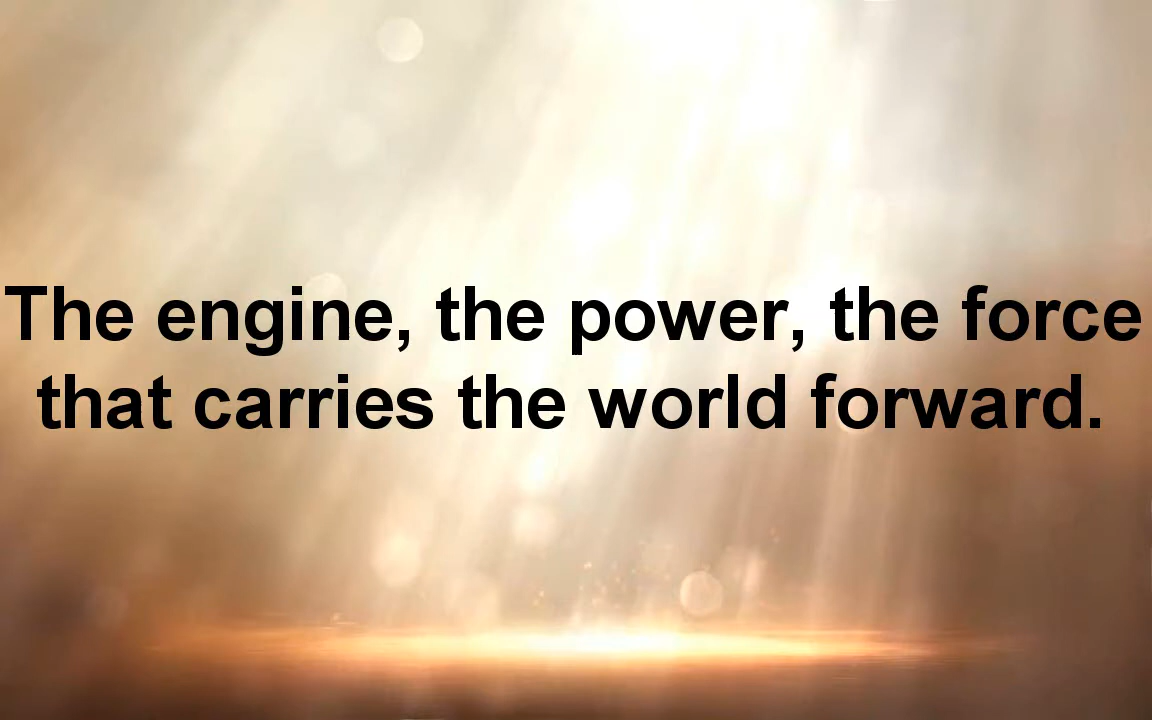 The engine, the power, the force
that carries the world forward.